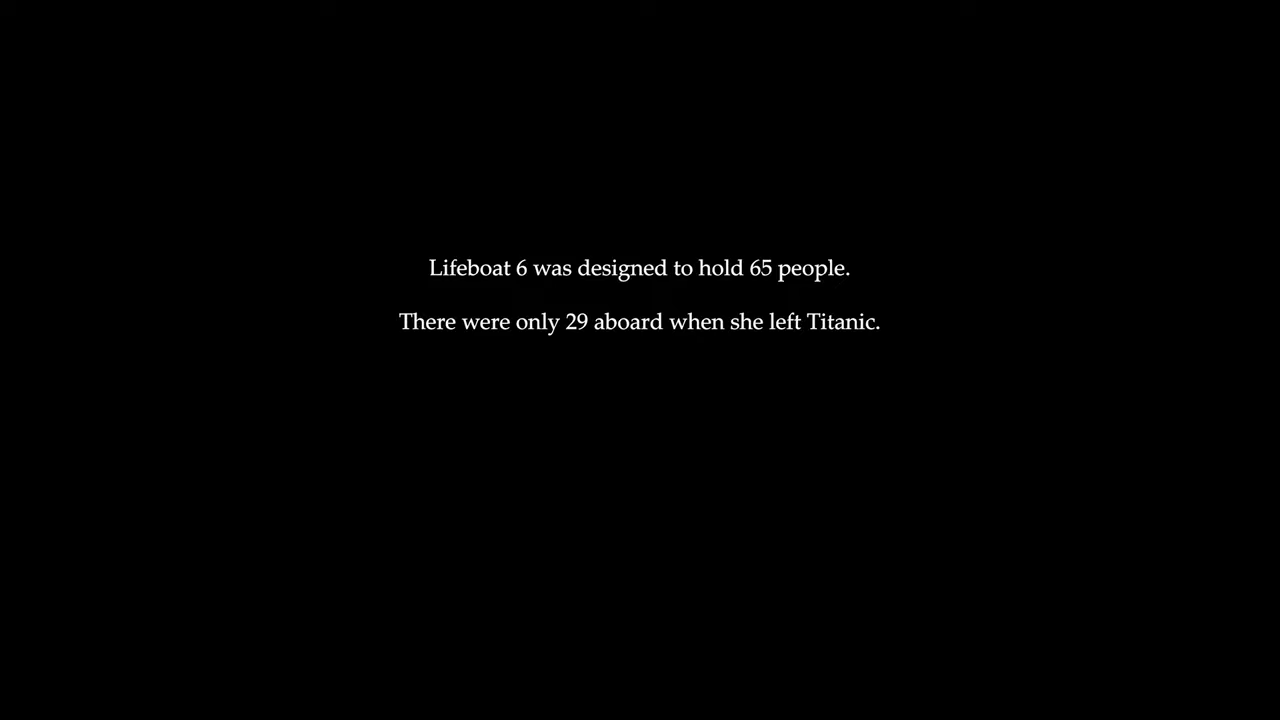 Lifeboat 6 was designed to hold 65 people.
There were only 29 aboard when she left Titanic.